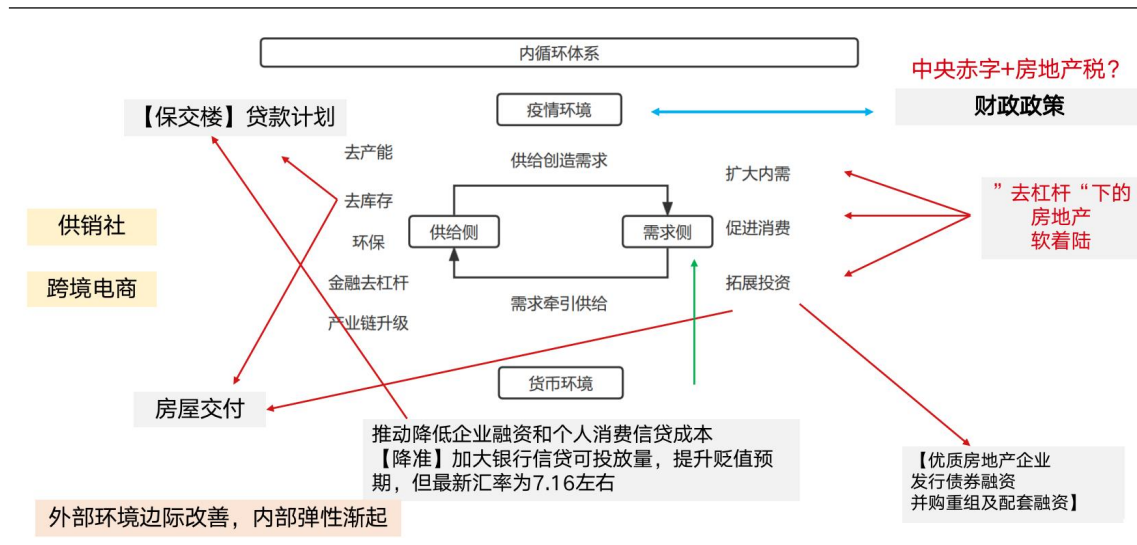 内循环体系
中央赤字+房地产税？
疫情环境
财政政策
【保交楼】贷款计划
去产能
供给创造需求
扩大内需
去库存
”去杠杆“下的
房地产
软着陆
供销社
供给侧
需求侧
促进消费
环保
跨境电商
金融去杠杆
拓展投资
需求牵引供给
产业链升级
货币环境
房屋交付
推动降低企业融资和个人消费信贷成本
【降准】加大银行信贷可投放量，提升贬值预
期，但最新汇率为7.16左右
【优质房地产企业
发行债券融资
并购重组及配套融资】
外部环境边际改善，内部弹性渐起